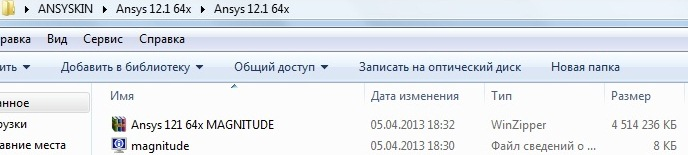 ANSYSKIN ▸ Ansys 12.1 64x ▸ Ansys 12.1 64x
равка Вид Сервис Справка
ить Добавить в библиотеку Общий доступ Записать на оптический диск Новая папка
Имя Дата изменения Тип Размер
анное
Ansys 121 64x MAGNITUDE 05.04.2013 18:32 WinZipper 4 514 236 КБ
рузки
magnitude 05.04.2013 18:30 Файл сведений о ... 8 КБ
авние места